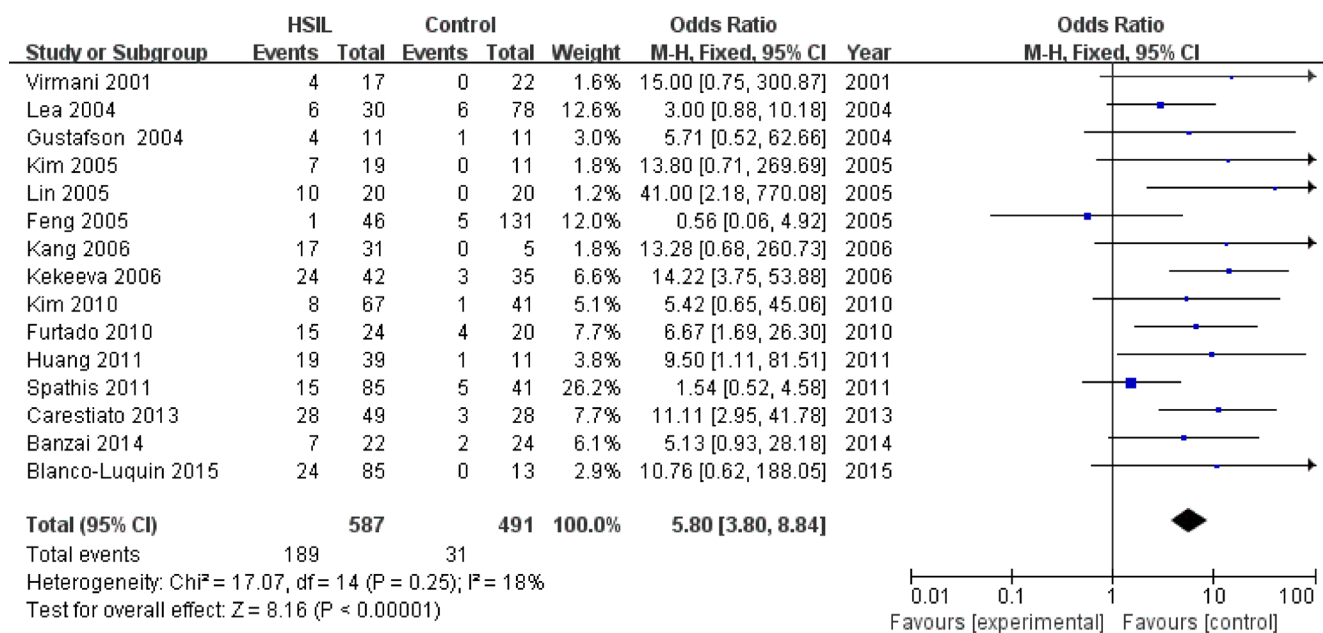 HSIL Control Odds Ratio Odds Ratio
Study or Subgroup Events Total Events Total Weight M-H, Fixed, 95% CI Year M-H, Fixed, 95% CI
Virmani 2001 4 17 0 22 1.6% 15.00 [0.75, 300.87] 2001
Lea 2004 6 30 6 78 12.6% 3.00 [0.88, 10.18] 2004
Gustafson 2004 4 11 1 11 3.0% 5.71 [0.52, 62.66] 2004
Kim 2005 7 19 0 11 1.8% 13.80 [0.71, 269.69] 2005
Lin 2005 10 20 0 20 1.2% 41.00 [2.18, 770.08] 2005
Feng 2005 1 46 5 131 12.0% 0.56 [0.06, 4.92] 2005
Kang 2006 17 31 0 5 1.8% 13.28 [0.68, 260.73] 2006
Kekeeva 2006 24 42 3 35 6.6% 14.22 [3.75, 53.88] 2006
Kim 2010 8 67 1 41 5.1% 5.42 [0.65, 45.06] 2010
Furtado 2010 15 24 4 20 7.7% 6.67 [1.69, 26.30] 2010
Huang 2011 19 39 1 11 3.8% 9.50 [1.11, 81.51] 2011
Spathis 2011 15 85 5 41 26.2% 1.54 [0.52, 4.58] 2011
Carestiato 2013 28 49 3 28 7.7% 11.11 [2.95, 41.78] 2013
Banzai 2014 7 22 2 24 6.1% 5.13 [0.93, 28.18] 2014
Blanco-Luquin 2015 24 85 0 13 2.9% 10.76 [0.62, 188.05] 2015
Total (95% CI) 587 491 100.0% 5.80 [3.80, 8.84]
Total events 189 31
Heterogeneity: Chi² = 17.07, df = 14 (P = 0.25); I² = 18%
Test for overall effect: Z = 8.16 (P < 0.00001)
0.01 0.1 1 10 100
Favours [experimental] Favours [control]